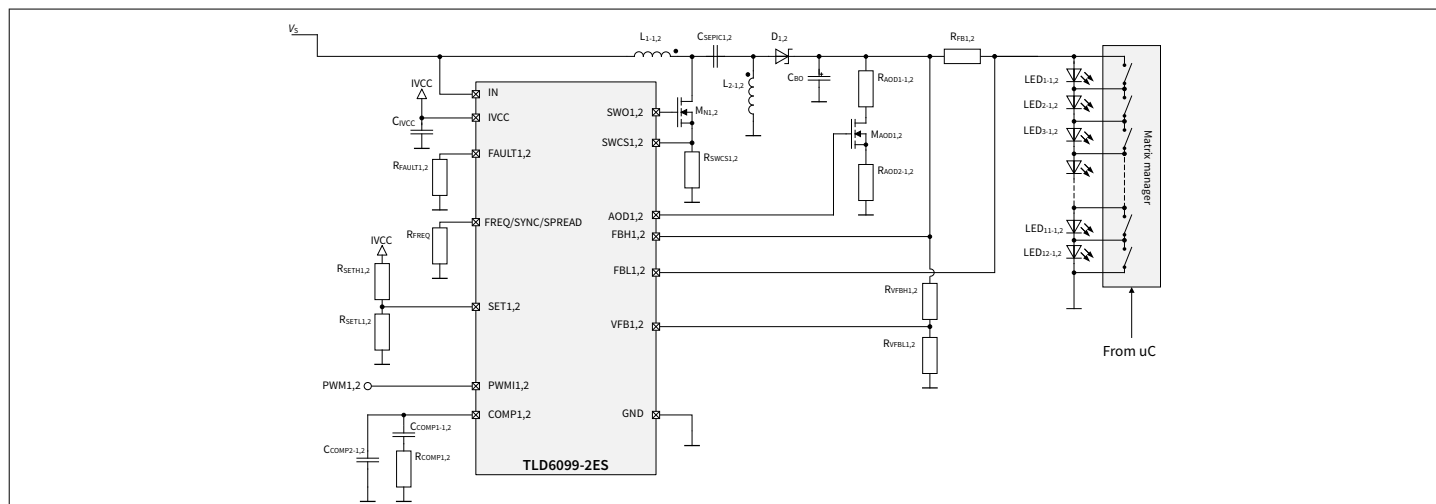 VS
L1-1,2
CSEPIC1,2
D1,2
RFB1,2
IVCC
CIVCC
IN
IVCC
FAULT1,2
RFAULT1,2
FREQ/SYNC/SPREAD
RFREQ
IVCC
RSETH1,2
SET1,2
RSETL1,2
PWM1,2
PWMI1,2
COMP1,2
CCOMP1-1,2
CCOMP2-1,2
RCOMP1,2
SWO1,2
SWCS1,2
AOD1,2
FBH1,2
FBL1,2
VFB1,2
GND
TLD6099-2ES
MN1,2
RSWCS1,2
L2-1,2
CBO
RAOD1-1,2
MAOD1,2
RAOD2-1,2
RVFBH1,2
RVFBL1,2
LED1-1,2
LED2-1,2
LED3-1,2
LED11-1,2
LED12-1,2
Matrix manager
From uC